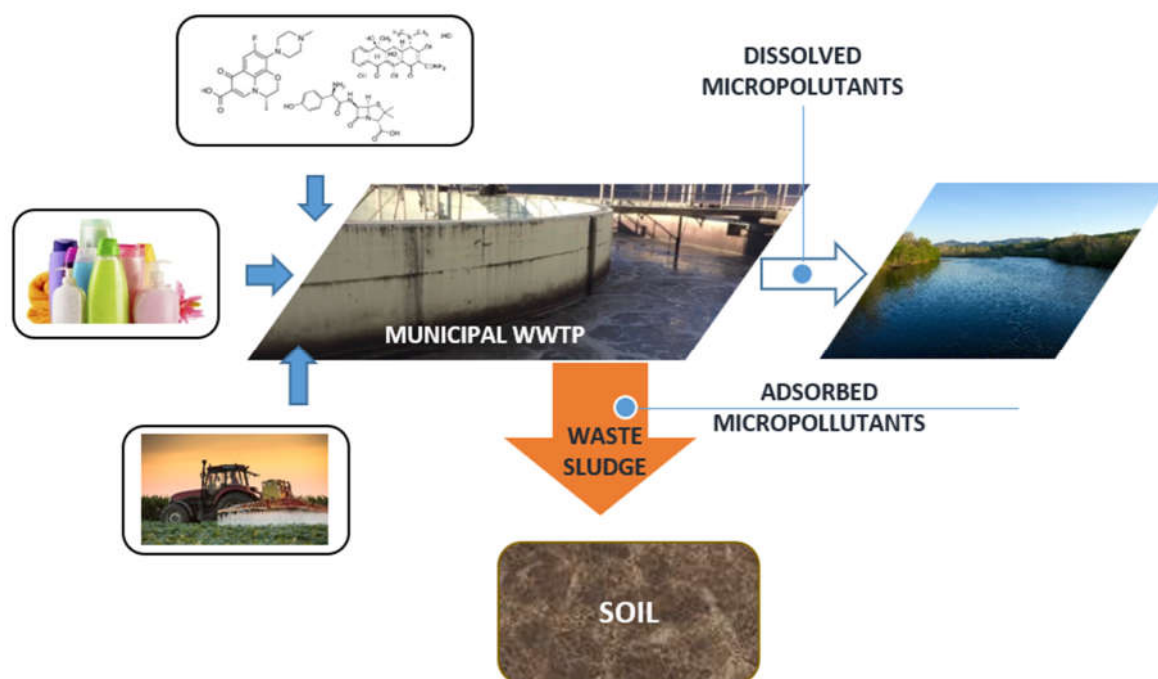 DISSOLVED
MICROPOLUTANTS
MUNICIPAL WWTP
ADSORBED
MICROPOLLUTANTS
WASTE
SLUDGE
SOIL